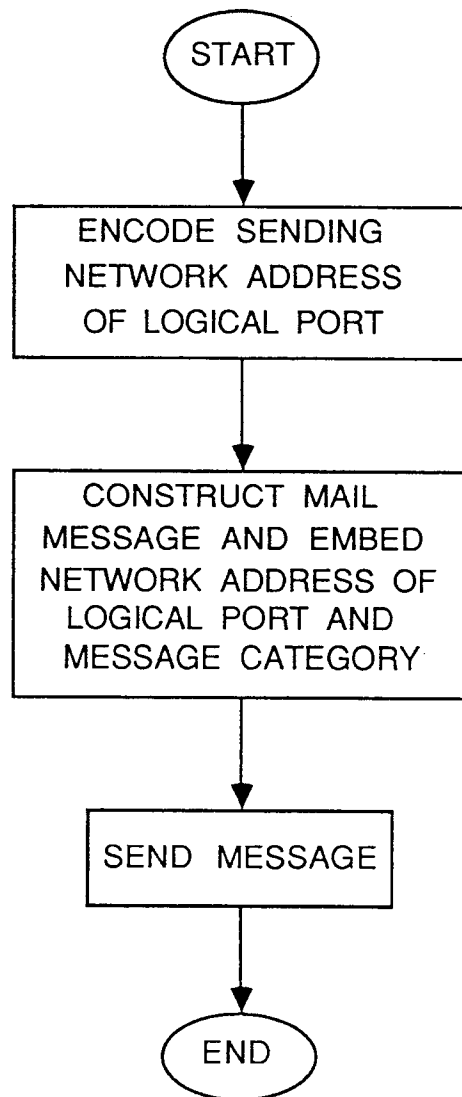 START
ENCODE SENDING
NETWORK ADDRESS
OF LOGICAL PORT
CONSTRUCT MAIL
MESSAGE AND EMBED
NETWORK ADDRESS OF
LOGICAL PORT AND
MESSAGE CATEGORY
SEND MESSAGE
END